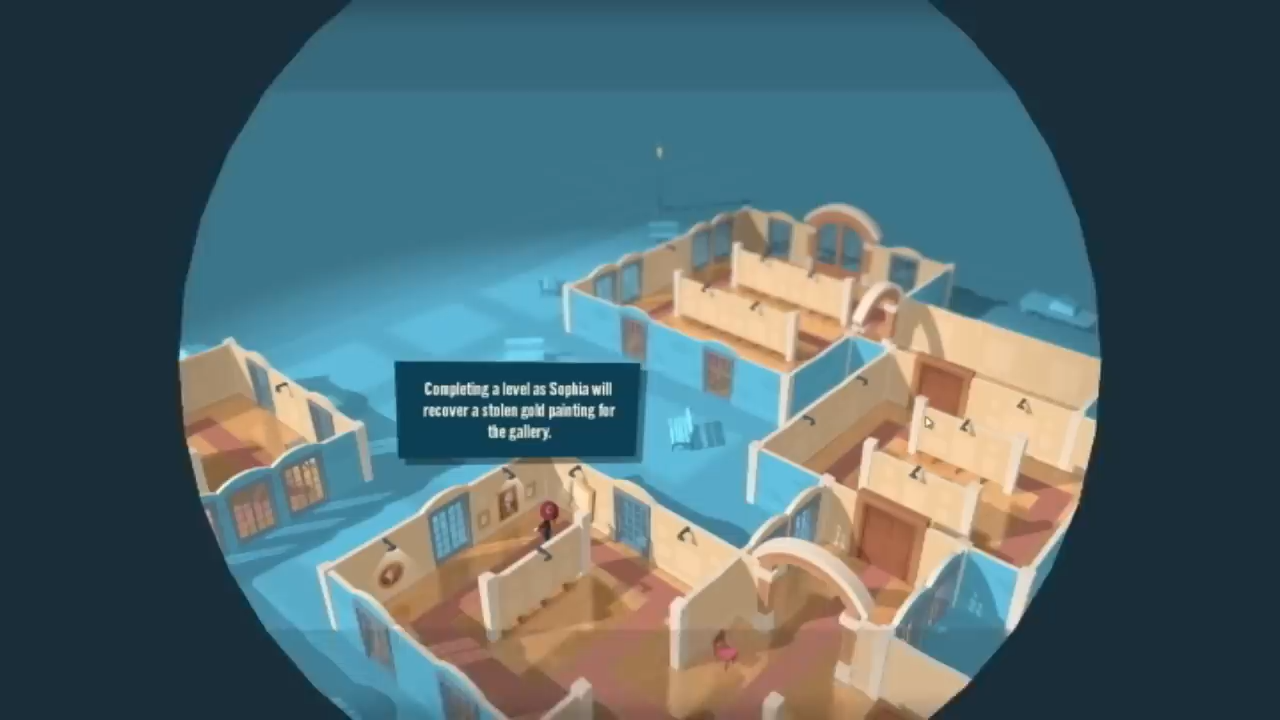 Completing a level as Sophia will
recover a stolen gold painting for
the gallery.